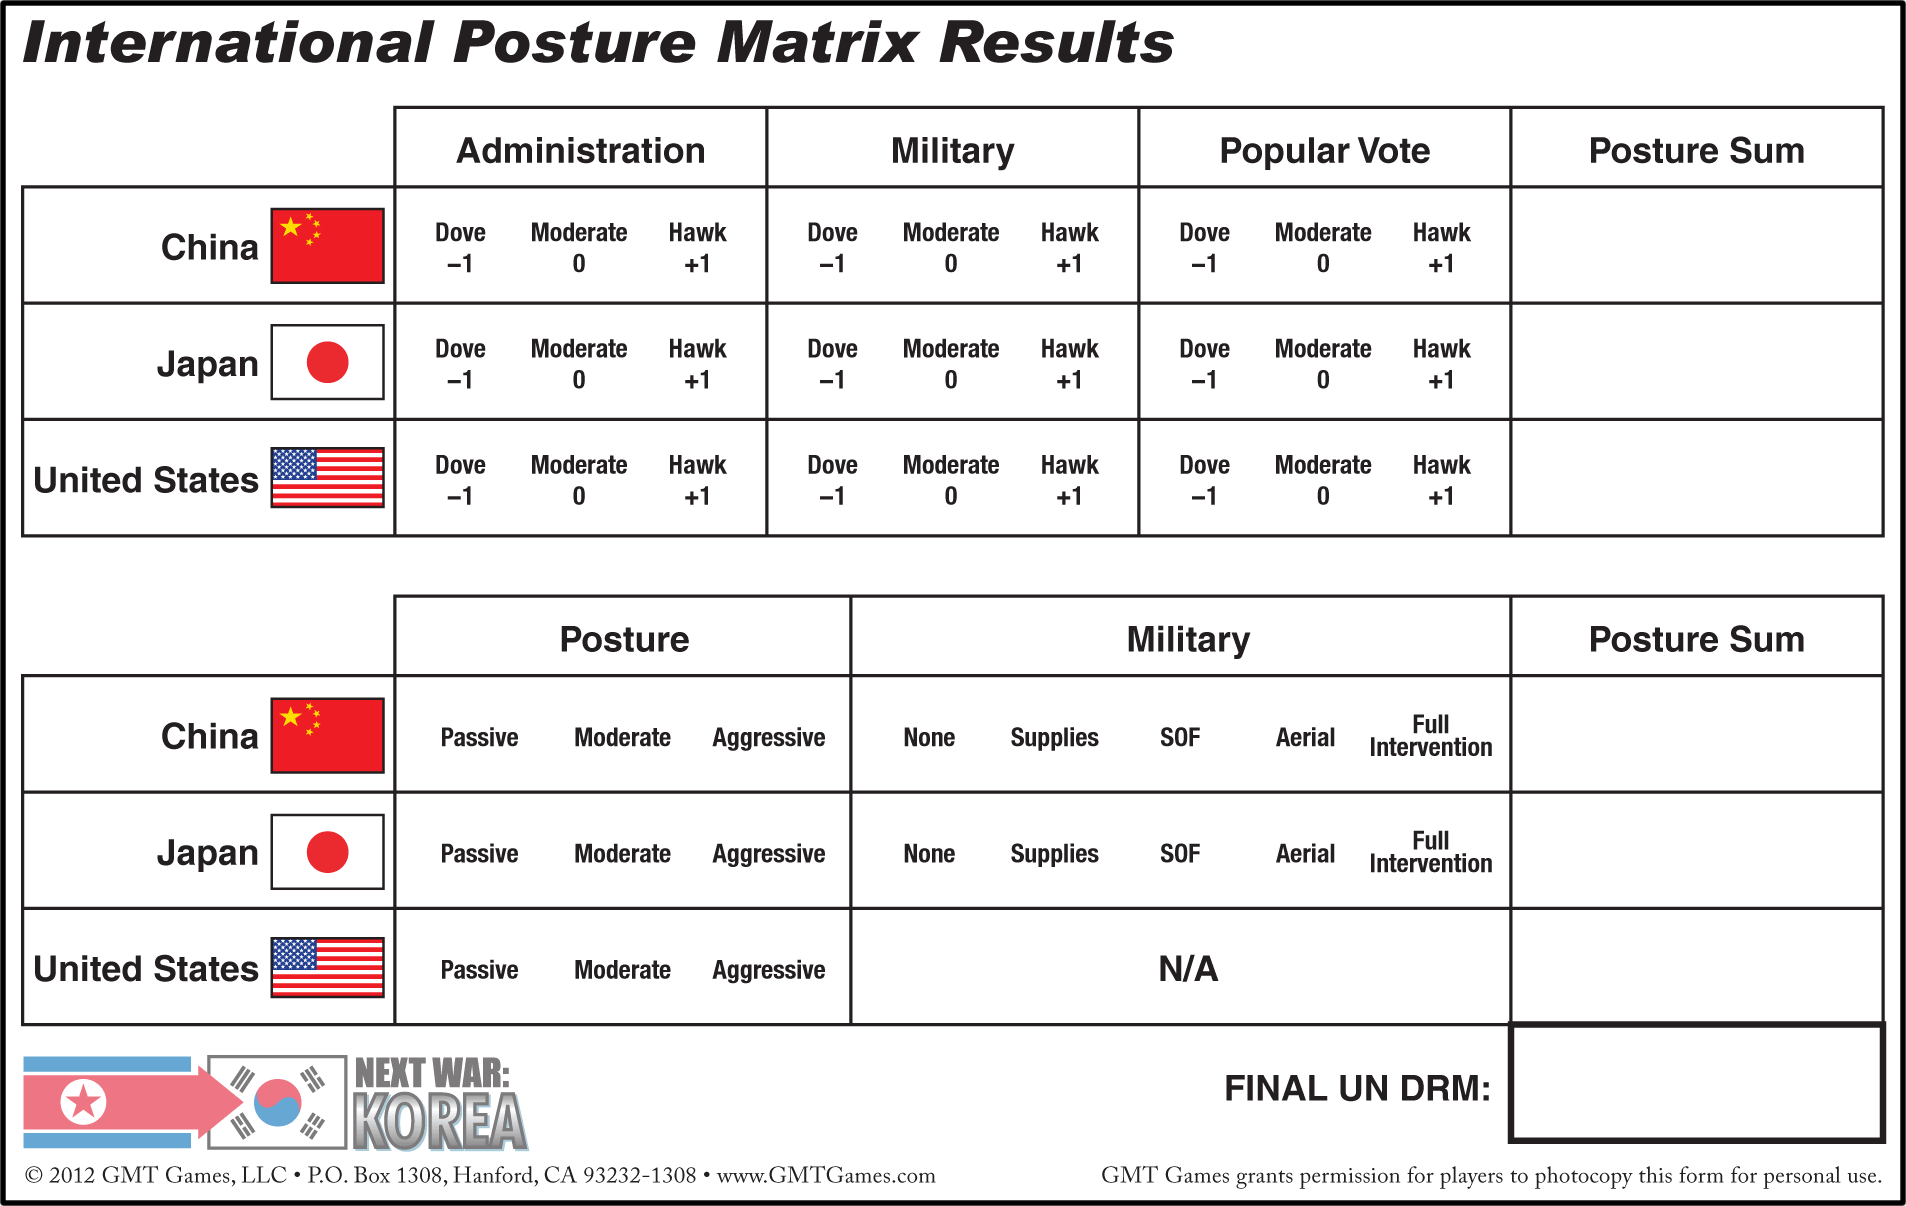 International Posture Matrix Results
Administration Military Popular Vote Posture Sum
China Dove Moderate Hawk Dove Moderate Hawk Dove Moderate Hawk
–1 0 +1 –1 0 +1 –1 0 +1
Japan Dove Moderate Hawk Dove Moderate Hawk Dove Moderate Hawk
–1 0 +1 –1 0 +1 –1 0 +1
United States Dove Moderate Hawk Dove Moderate Hawk Dove Moderate Hawk
–1 0 +1 –1 0 +1 –1 0 +1
Posture Military Posture Sum
China Passive Moderate Aggressive None Supplies SOF Aerial Full
Intervention
Japan Passive Moderate Aggressive None Supplies SOF Aerial Full
Intervention
United States Passive Moderate Aggressive N/A
NEXT WAR:
KOREA
FINAL UN DRM:
© 2012 GMT Games, LLC • P.O. Box 1308, Hanford, CA 93232-1308 • www.GMTGames.com
GMT Games grants permission for players to photocopy this form for personal use.